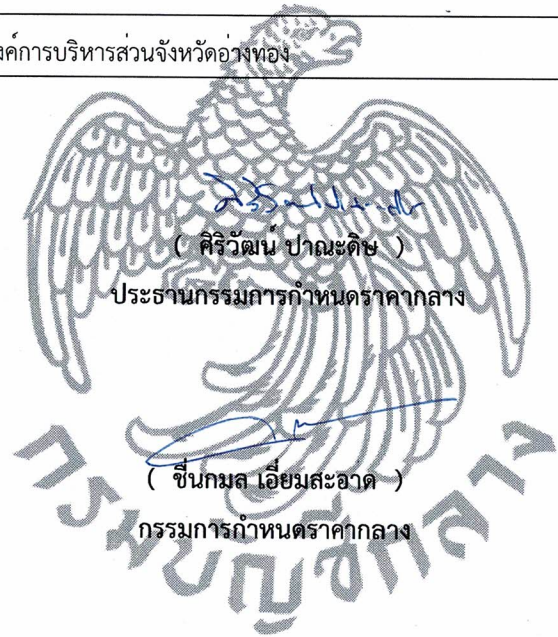 งค์การบริหารส่วนจังหวัดอ่างทอง
( ศิริวัฒน์ ปาณะดิษ )
ประธานกรรมการกำหนดราคากลาง
( ชื่นกมล เอี่ยมสะอาด )
กรรมการกำหนดราคากลาง
กรมบัญชีกลาง